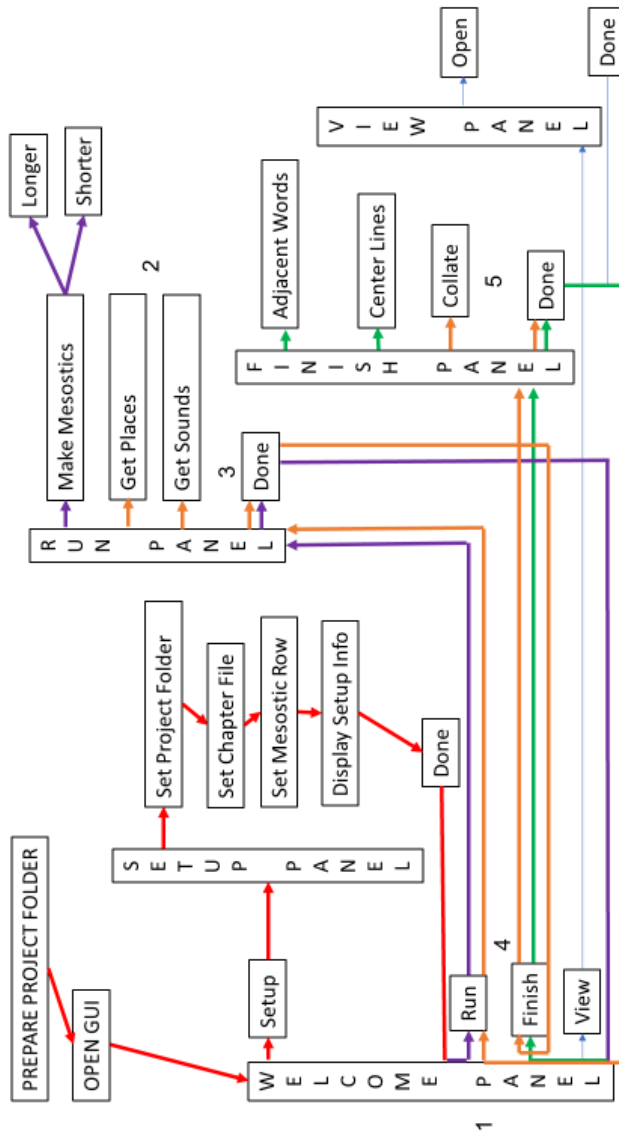 PREPARE PROJECT FOLDER
OPEN GUI
WELCOME PANEL
1
Setup
SETUP PANEL
Set Project Folder
Set Chapter File
Set Mesostic Row
Display Setup Info
Done
Run
RUN PANEL
Make Mesostics
Longer
Shorter
2
Get Places
Get Sounds
3
Done
4
Finish
FINISH PANEL
Adjacent Words
Center Lines
Collate
5
Done
View
VIEW PANEL
Open
Done